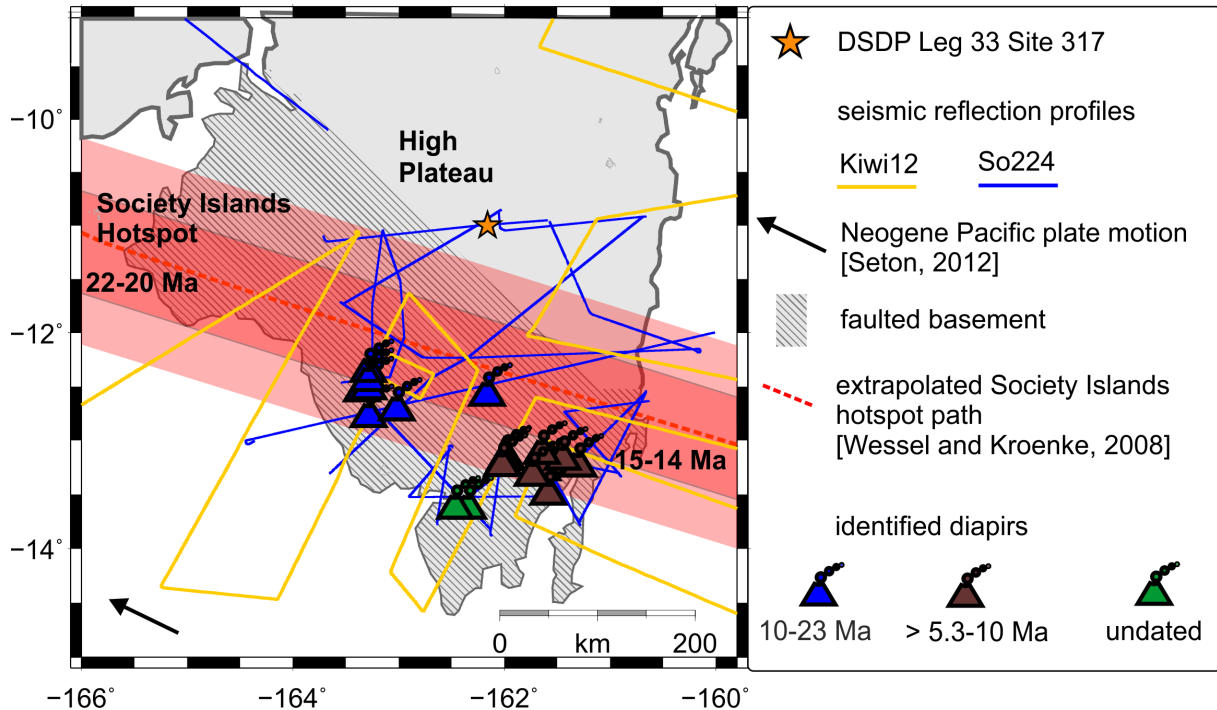 −10°
−12°
−14°
−166°
−164°
−162°
−160°
High
Plateau
Society Islands
Hotspot
22-20 Ma
15-14 Ma
0
km
200
DSDP Leg 33 Site 317
seismic reflection profiles
Kiwi12 So224
Neogene Pacific plate motion
[Seton, 2012]
faulted basement
extrapolated Society Islands
hotspot path
[Wessel and Kroenke, 2008]
identified diapirs
10-23 Ma > 5.3-10 Ma undated